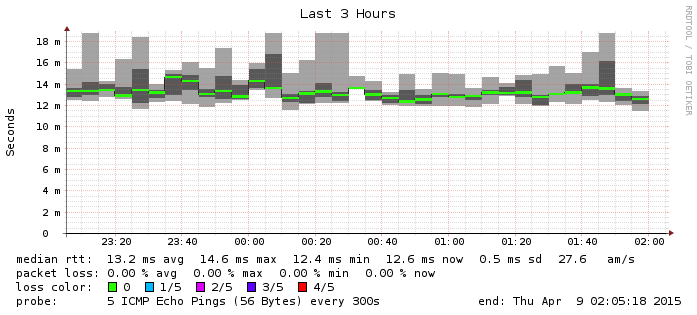 Last 3 Hours
RRDTOOL / TOBI OETIKER
Seconds
18 m
16 m
14 m
12 m
10 m
8 m
6 m
4 m
2 m
0
23:20 23:40 00:00 00:20 00:40 01:00 01:20 01:40 02:00
median rtt: 13.2 ms avg 14.6 ms max 12.4 ms min 12.6 ms now 0.5 ms sd 27.6 am/s
packet loss: 0.00 % avg 0.00 % max 0.00 % min 0.00 % now
loss color: 0 1/5 2/5 3/5 4/5
probe: 5 ICMP Echo Pings (56 Bytes) every 300s end: Thu Apr 9 02:05:18 2015